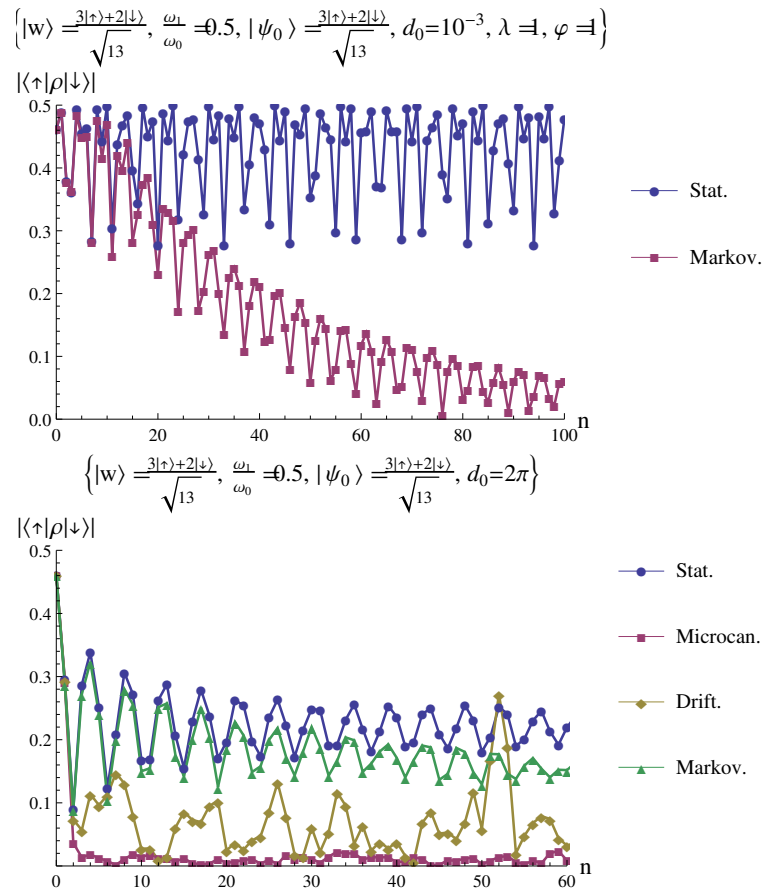 {|w⟩ = 3|↑⟩+2|↓⟩/√13, ω₁/ω₀ = 0.5, |ψ₀⟩ = 3|↑⟩+2|↓⟩/√13, d₀=10⁻³, λ=1, φ=1}
|⟨↑|ρ|↓⟩|
0.5
0.4
0.3
0.2
0.1
0.0
0 20 40 60 80 100 n
Stat.
Markov.
{|w⟩ = 3|↑⟩+2|↓⟩/√13, ω₁/ω₀ = 0.5, |ψ₀⟩ = 3|↑⟩+2|↓⟩/√13, d₀=2π}
|⟨↑|ρ|↓⟩|
0.5
0.4
0.3
0.2
0.1
0 10 20 30 40 50 60 n
Stat.
Microcan.
Drift.
Markov.